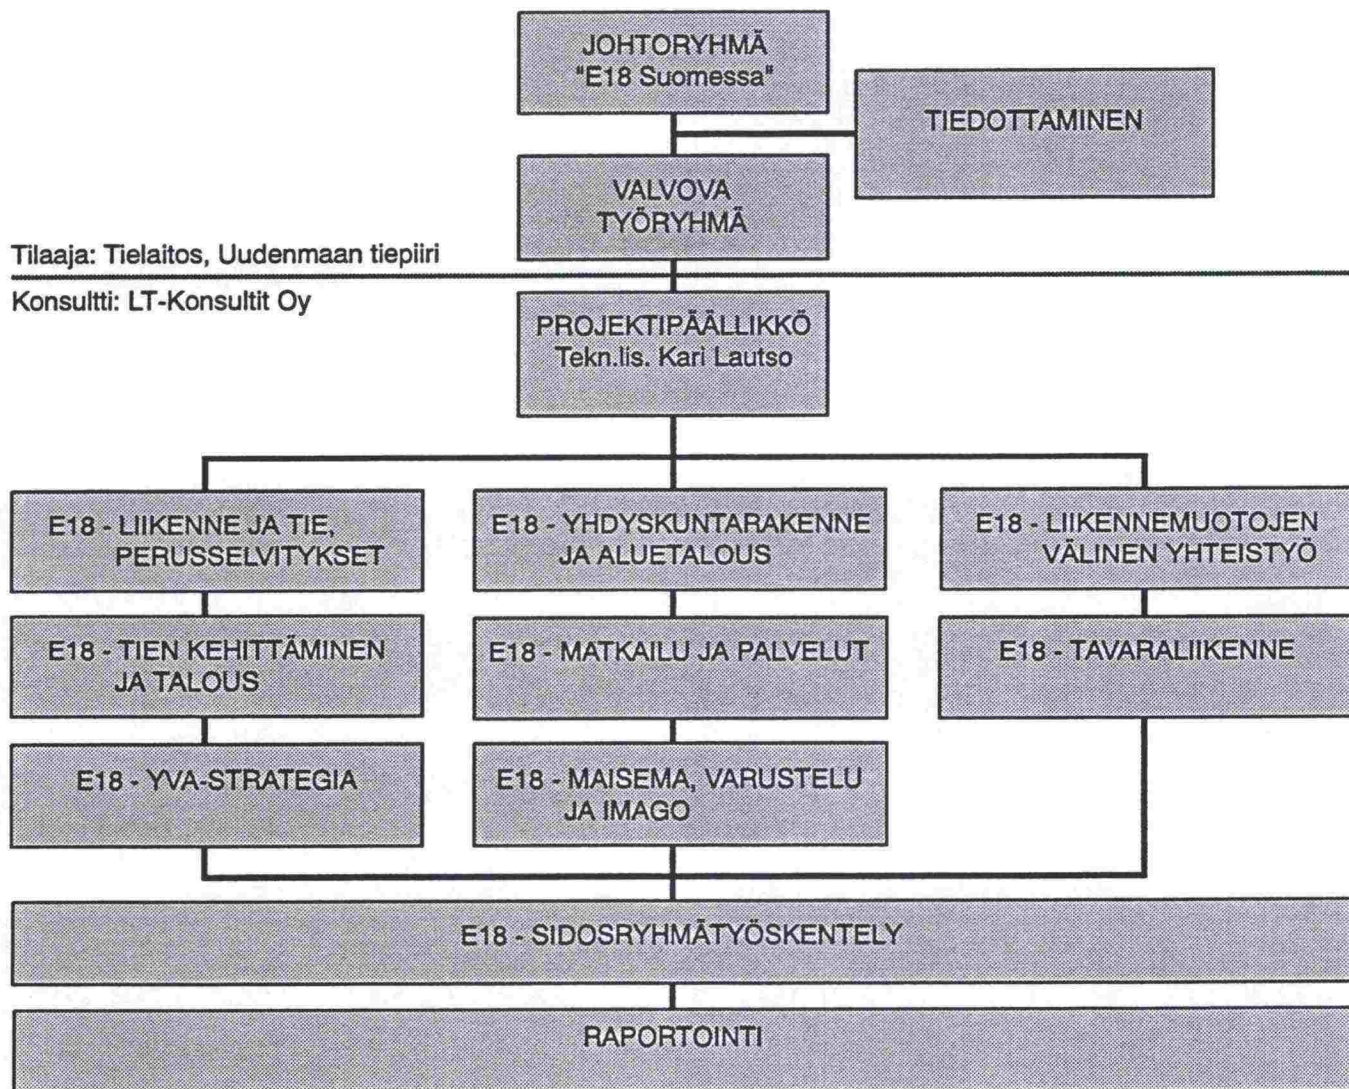 JOHTORYHMÄ
"E18 Suomessa"
TIEDOTTAMINEN
VALVOVA
TYÖRYHMÄ
Tilaaja: Tielaitos, Uudenmaan tiepiiri
Konsultti: LT-Konsultit Oy
PROJEKTIPÄÄLLIKKÖ
Tekn.lis. Kari Lautso
E18 - LIIKENNE JA TIE,
PERUSSELVITYKSET
E18 - YHDYSKUNTARAKENNE
JA ALUETALOUS
E18 - LIIKENNEMUOTOJEN
VÄLINEN YHTEISTYÖ
E18 - TIEN KEHITTÄMINEN
JA TALOUS
E18 - MATKAILU JA PALVELUT
E18 - TAVARALIIKENNE
E18 - YVA-STRATEGIA
E18 - MAISEMA, VARUSTELU
JA IMAGO
E18 - SIDOSRYHMÄTYÖSKENTELY
RAPORTOINTI